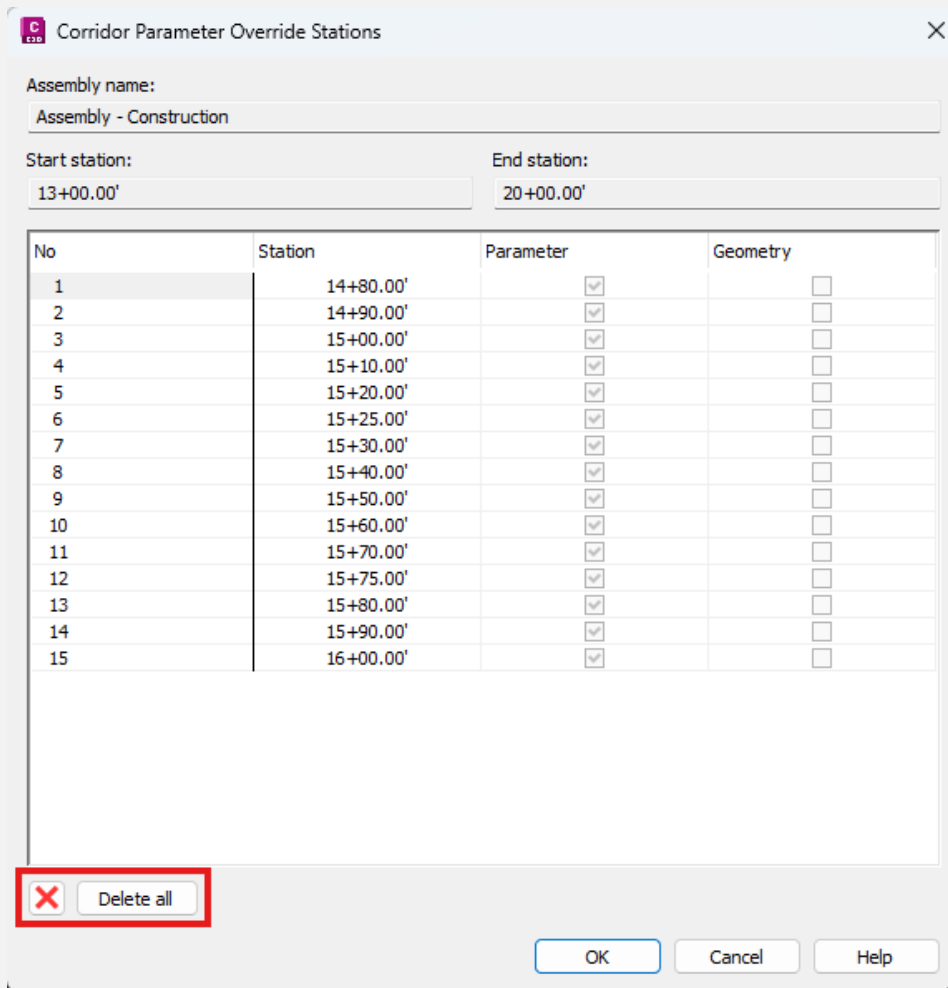 C
C3D
Corridor Parameter Override Stations
Assembly name:
Assembly - Construction
Start station: End station:
13+00.00' 20+00.00'
No Station Parameter Geometry
1 14+80.00'
2 14+90.00'
3 15+00.00'
4 15+10.00'
5 15+20.00'
6 15+25.00'
7 15+30.00'
8 15+40.00'
9 15+50.00'
10 15+60.00'
11 15+70.00'
12 15+75.00'
13 15+80.00'
14 15+90.00'
15 16+00.00'
Delete all
OK Cancel Help